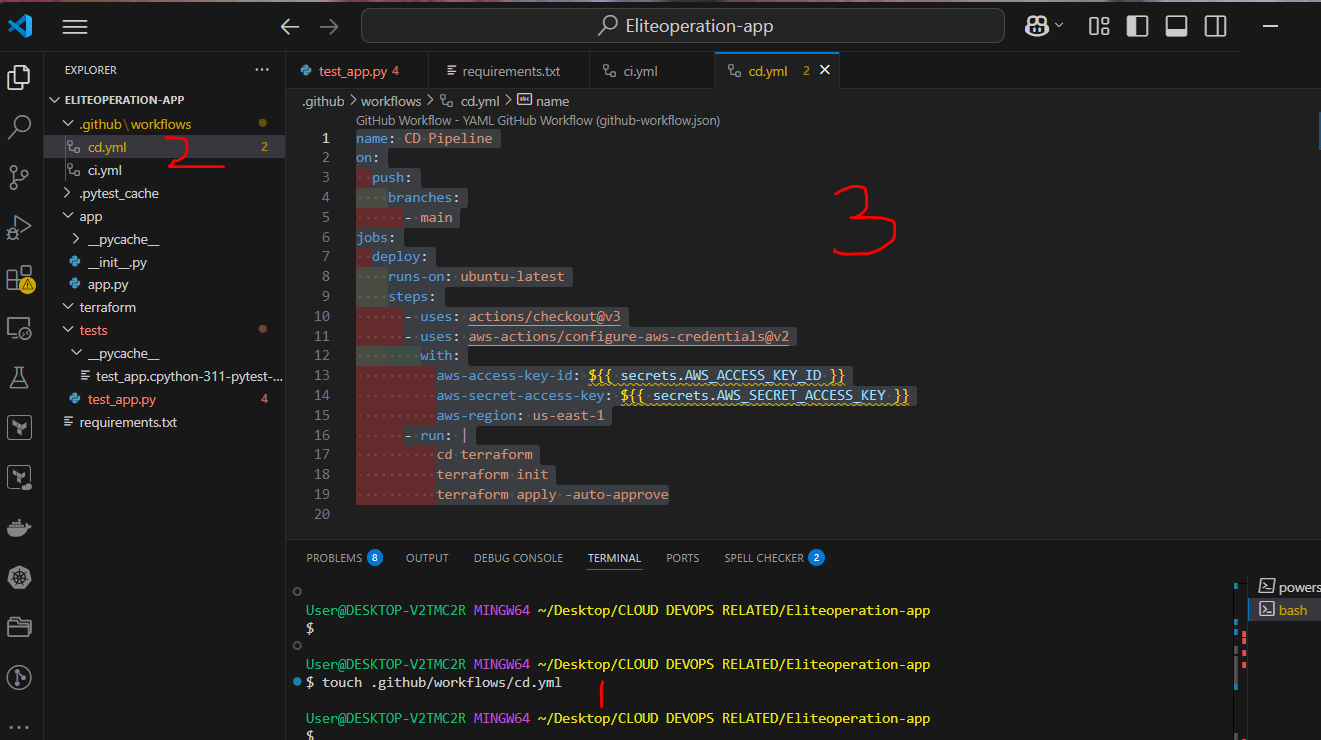 Eliteoperation-app
EXPLORER
ELITEOPERATION-APP
.github\workflows
cd.yml 2
ci.yml
.pytest_cache
app
__pycache__
__init__.py
app.py
terraform
tests
__pycache__
test_app.cpython-311-pytest-...
test_app.py 4
requirements.txt
2
test_app.py 4 requirements.txt ci.yml cd.yml 2
.github > workflows > cd.yml > name
GitHub Workflow - YAML GitHub Workflow (github-workflow.json)
1 name: CD Pipeline
2 on:
3 push:
4 branches:
5 - main
6 jobs:
7 deploy:
8 runs-on: ubuntu-latest
9 steps:
10 - uses: actions/checkout@v3
11 - uses: aws-actions/configure-aws-credentials@v2
12 with:
13 aws-access-key-id: ${{ secrets.AWS_ACCESS_KEY_ID }}
14 aws-secret-access-key: ${{ secrets.AWS_SECRET_ACCESS_KEY }}
15 aws-region: us-east-1
16 - run: |
17 cd terraform
18 terraform init
19 terraform apply -auto-approve
20
3
PROBLEMS 8 OUTPUT DEBUG CONSOLE TERMINAL PORTS SPELL CHECKER 2
User@DESKTOP-V2TMC2R MINGW64 ~/Desktop/CLOUD DEVOPS RELATED/Eliteoperation-app
$
User@DESKTOP-V2TMC2R MINGW64 ~/Desktop/CLOUD DEVOPS RELATED/Eliteoperation-app
$ touch .github/workflows/cd.yml
1
User@DESKTOP-V2TMC2R MINGW64 ~/Desktop/CLOUD DEVOPS RELATED/Eliteoperation-app
$
powers
bash